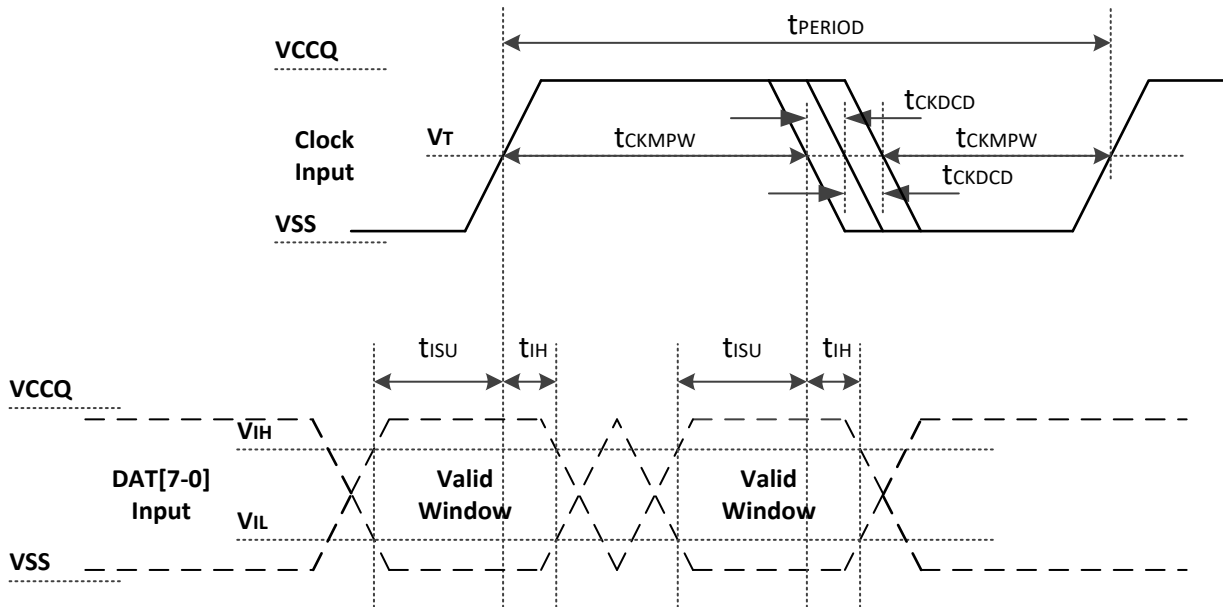 tPERIOD
VCCQ
tCKDCD
Clock
Input
VT
tCKMPW
tCKMPW
tCKDCD
VSS
tISU
tIH
tISU
tIH
VCCQ
VIH
DAT[7-0]
Input
Valid
Window
Valid
Window
VIL
VSS